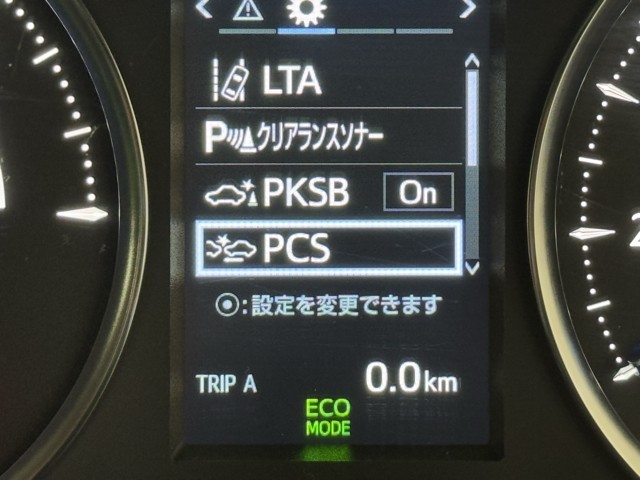 LTA
P クリアランスソナー
PKSB On
PCS
:設定を変更できます
TRIP A 0.0km
ECO
MODE